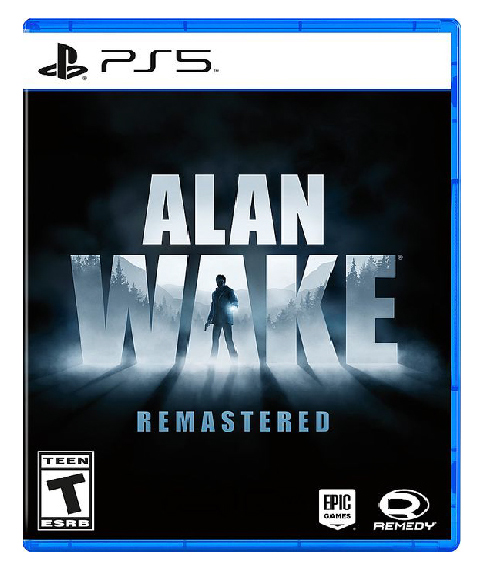 PS5
ALAN
WAKE
REMASTERED
TEEN
T
ESRB
EPIC
GAMES
REMEDY